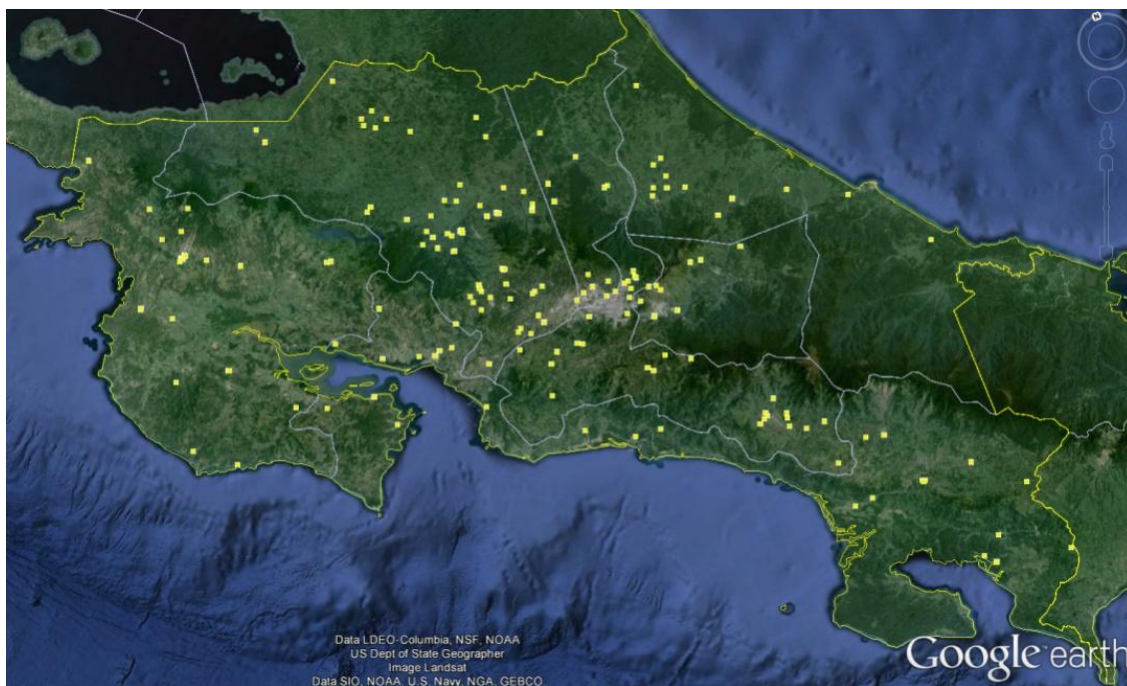 N
Data LDEO-Columbia, NSF, NOAA
US Dept of State Geographer
Image Landsat
Data SIO, NOAA, U.S. Navy, NGA, GEBCO
Google earth